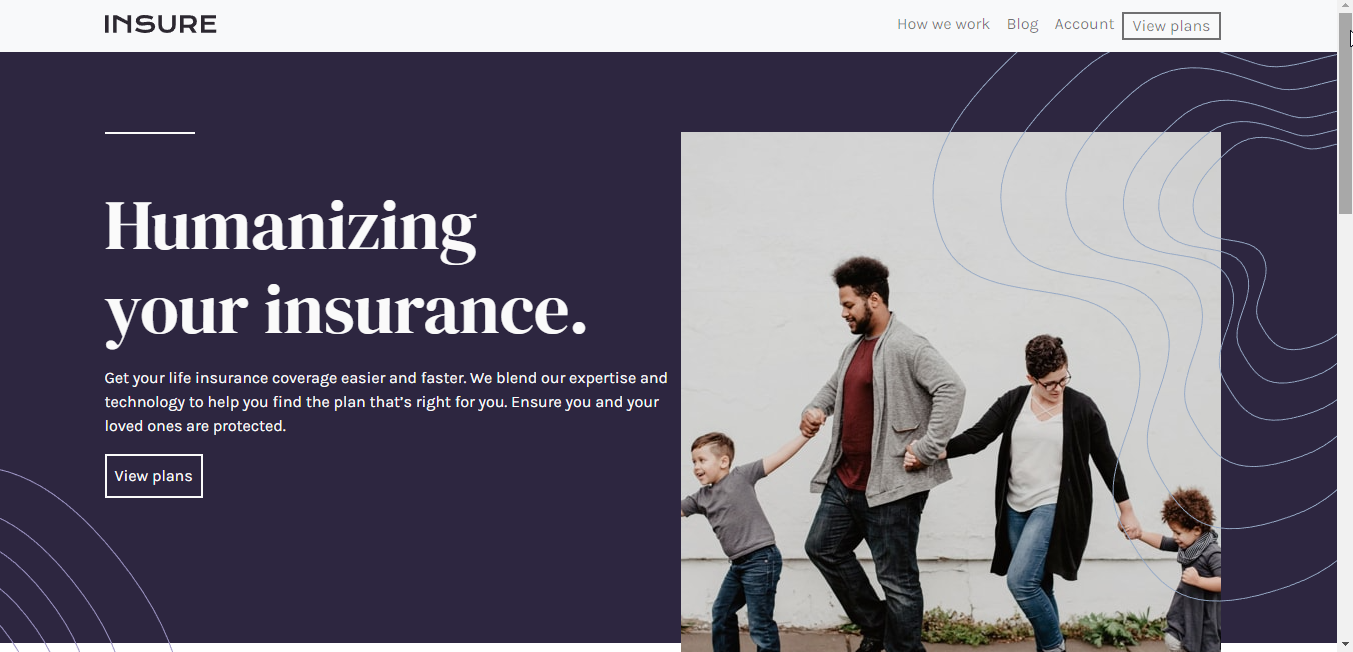 INSURE
How we work Blog Account View plans
Humanizing
your insurance.
Get your life insurance coverage easier and faster. We blend our expertise and
technology to help you find the plan that's right for you. Ensure you and your
loved ones are protected.
View plans